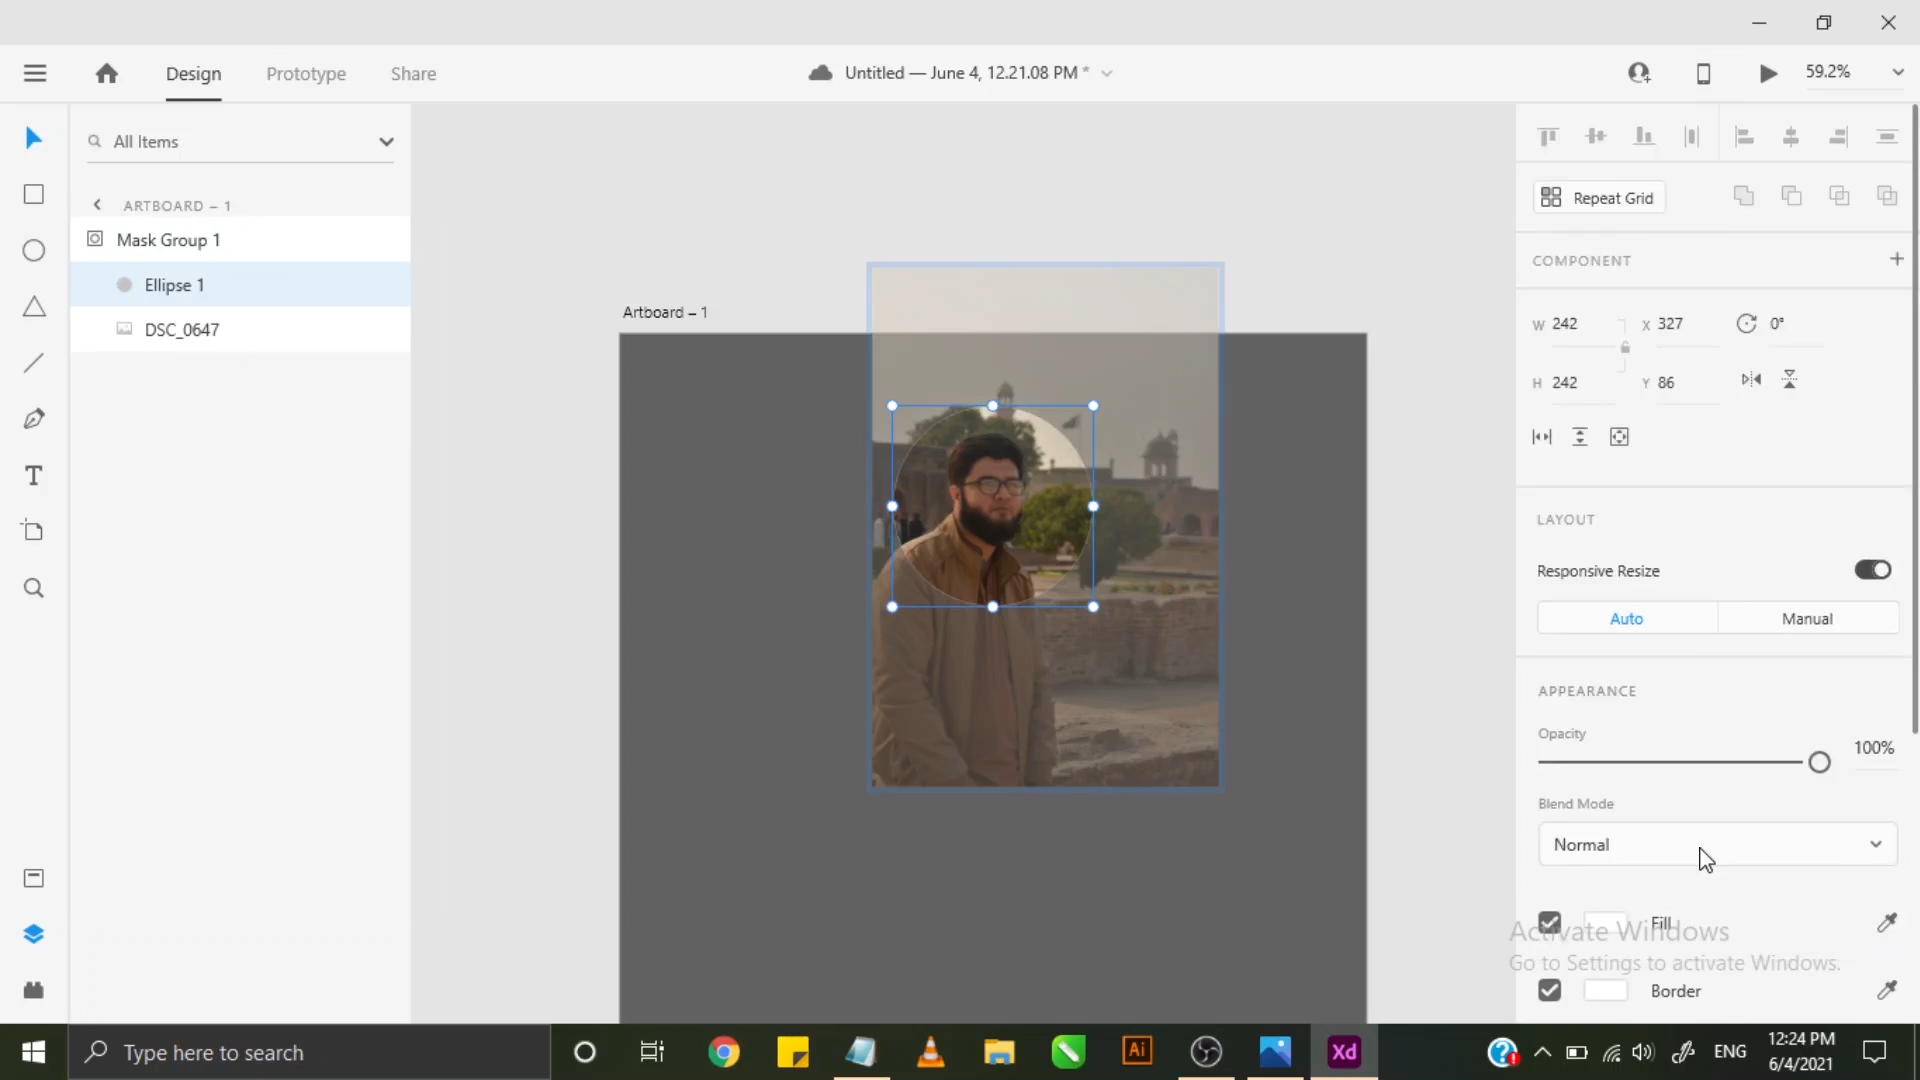 Design
Prototype
Share
Untitled — June 4, 12.21.08 PM *
59.2%
All Items
ARTBOARD – 1
Mask Group 1
Ellipse 1
DSC_0647
Artboard – 1
Repeat Grid
COMPONENT
W 242
X 327
0°
H 242
Y 86
LAYOUT
Responsive Resize
Auto
Manual
APPEARANCE
Opacity
100%
Blend Mode
Normal
Fill
Activate Windows
Go to Settings to activate Windows.
Border
T
Type here to search
Ai
Xd
ENG
12:24 PM
6/4/2021